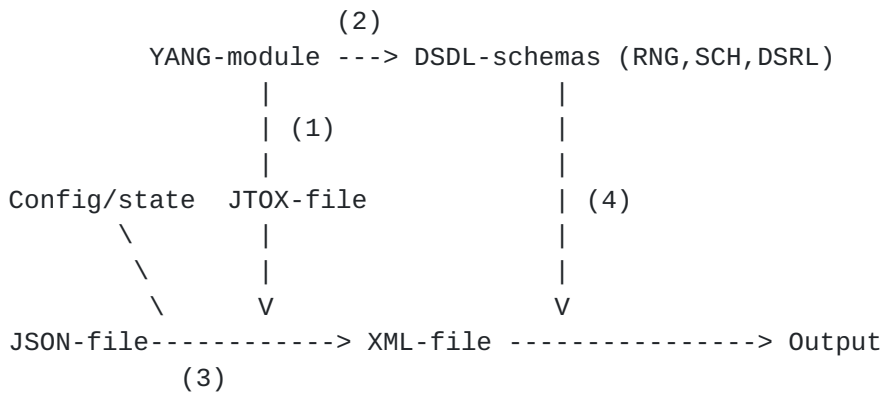 (2)
YANG-module ---> DSDL-schemas (RNG,SCH,DSRL)
| |
| (1) |
| |
Config/state JTOX-file | (4)
\ | |
\ | |
\ V V
JSON-file------------> XML-file ----------------> Output
(3)